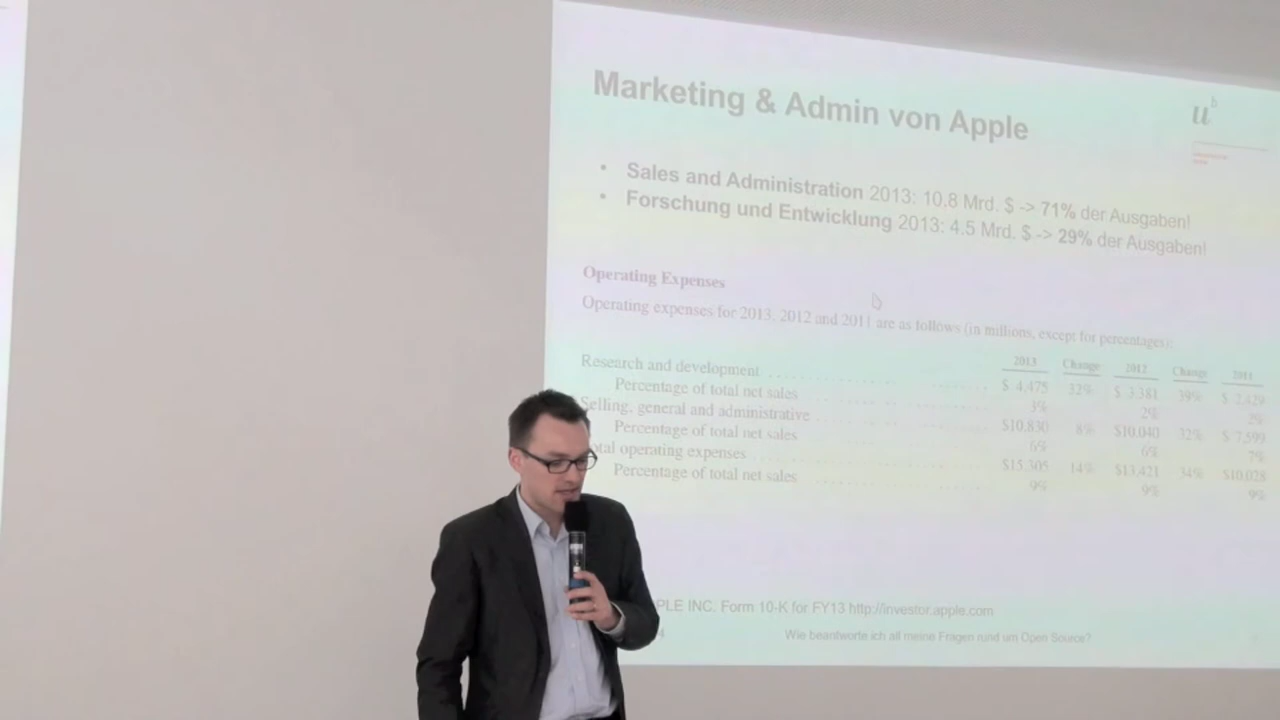 Marketing & Admin von Apple
u b
• Sales and Administration 2013: 10.8 Mrd. $ -> 71% der Ausgaben!
• Forschung und Entwicklung 2013: 4.5 Mrd. $ -> 29% der Ausgaben!
Operating Expenses
Operating expenses for 2013, 2012 and 2011 are as follows (in millions, except for percentages):
2013 Change 2012 Change 2011
Research and development $ 4,475 32% $ 3,381 39% $ 2,429
Percentage of total net sales 3% 2% 2%
Selling, general and administrative $10,830 8% $10,040 32% $ 7,599
Percentage of total net sales 6% 6% 7%
otal operating expenses $15,305 14% $13,421 34% $10,028
Percentage of total net sales 9% 9% 9%
PLE INC. Form 10-K for FY13 http://investor.apple.com
4 Wie beantworte ich all meine Fragen rund um Open Source?